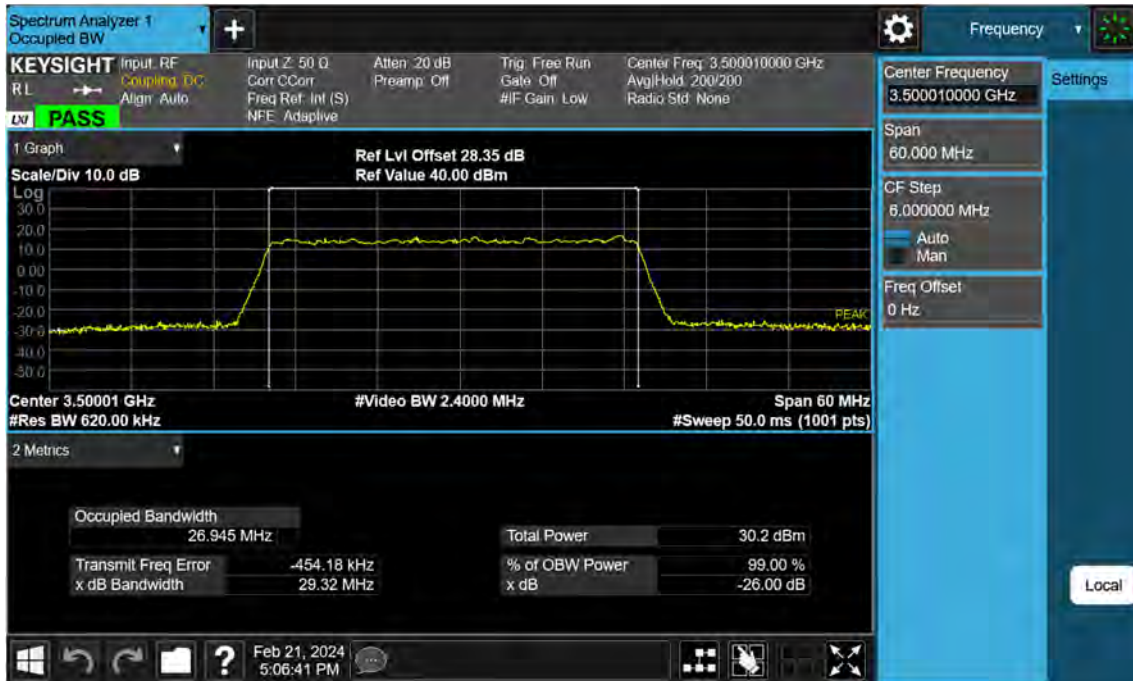 Spectrum Analyzer 1
Occupied BW
+
Frequency
KEYSIGHT
RL
LXI
PASS
Input: RF
Coupling: DC
Align: Auto
Input Z: 50 Ω
Corr CCorr
Freq Ref: Int (S)
NFE: Adaptive
Atten: 20 dB
Preamp: Off
Trig: Free Run
Gate: Off
#IF Gain: Low
Center Freq: 3.500010000 GHz
Avg|Hold: 200/200
Radio Std: None
1 Graph
Scale/Div 10.0 dB
Ref Lvl Offset 28.35 dB
Ref Value 40.00 dBm
Log
30.0
20.0
10.0
0.00
-10.0
-20.0
-30.0
-40.0
-50.0
PEAK
Center 3.50001 GHz
#Video BW 2.4000 MHz
Span 60 MHz
#Res BW 620.00 kHz
#Sweep 50.0 ms (1001 pts)
2 Metrics
Occupied Bandwidth
26.945 MHz
Total Power 30.2 dBm
Transmit Freq Error -454.18 kHz
% of OBW Power 99.00 %
x dB Bandwidth 29.32 MHz
x dB -26.00 dB
Center Frequency
3.500010000 GHz
Settings
Span
60.000 MHz
CF Step
6.000000 MHz
Auto
Man
Freq Offset
0 Hz
Local
?
Feb 21, 2024
5:06:41 PM